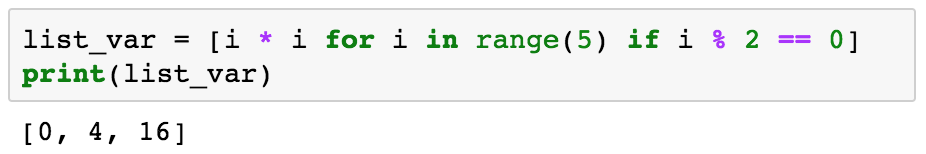 list_var = [i * i for i in range(5) if i % 2 == 0]
print(list_var)
[0, 4, 16]